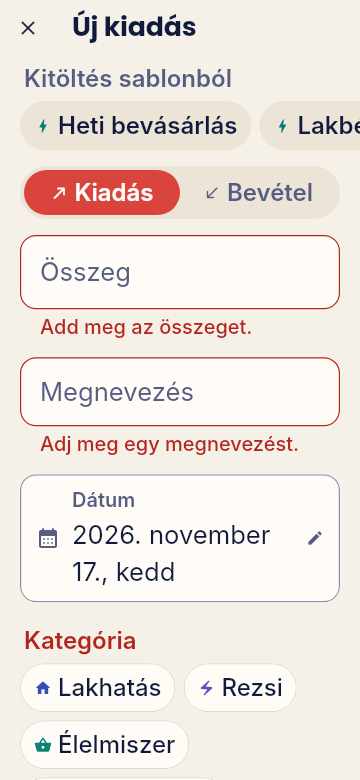 Új kiadás
Kitöltés sablonból
Heti bevásárlás
Kiadás
Bevétel
Összeg
Add meg az összeget.
Megnevezés
Adj meg egy megnevezést.
Dátum
2026. november
17., kedd
Kategória
Lakhatás
Rezsi
Élelmiszer